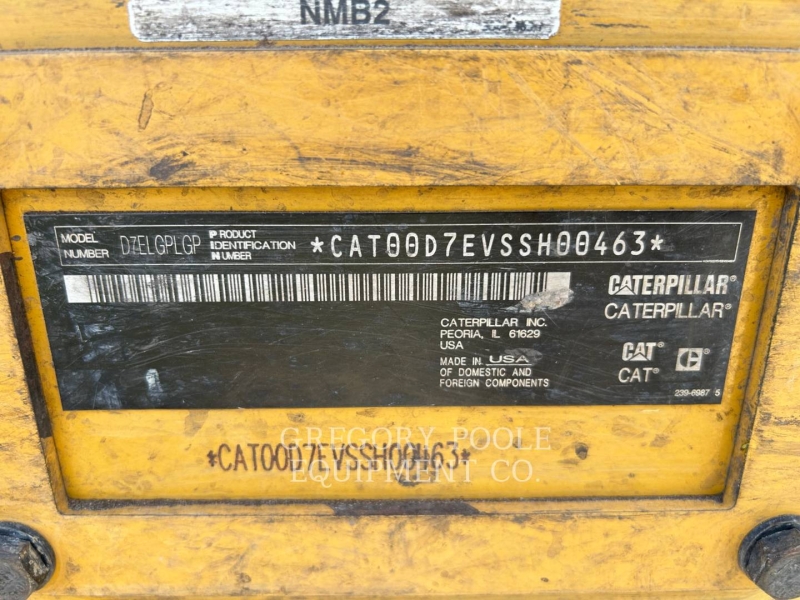 NMB2
MODEL NUMBER D7ELGPLGP PRODUCT IDENTIFICATION NUMBER *CAT00D7EVSSH00463*
CATERPILLAR®
CATERPILLAR®
CATERPILLAR INC.
PEORIA, IL 61629
USA
CAT®
CAT®
C®
MADE IN USA
OF DOMESTIC AND
FOREIGN COMPONENTS
239-6987 5
*CAT00D7EVSSH00463*
GREGORY POOLE
EQUIPMENT CO.